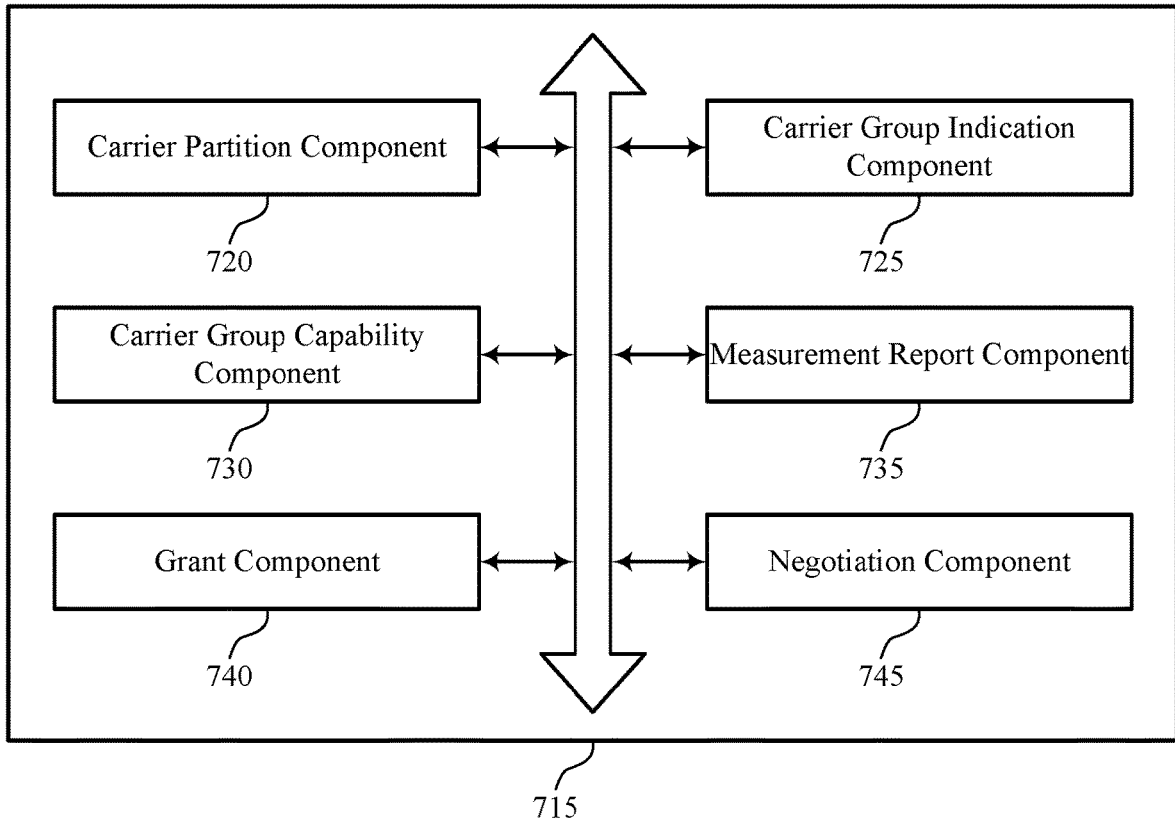 Carrier Partition Component
720
Carrier Group Indication
Component
725
Carrier Group Capability
Component
730
Measurement Report Component
735
Grant Component
740
Negotiation Component
745
715